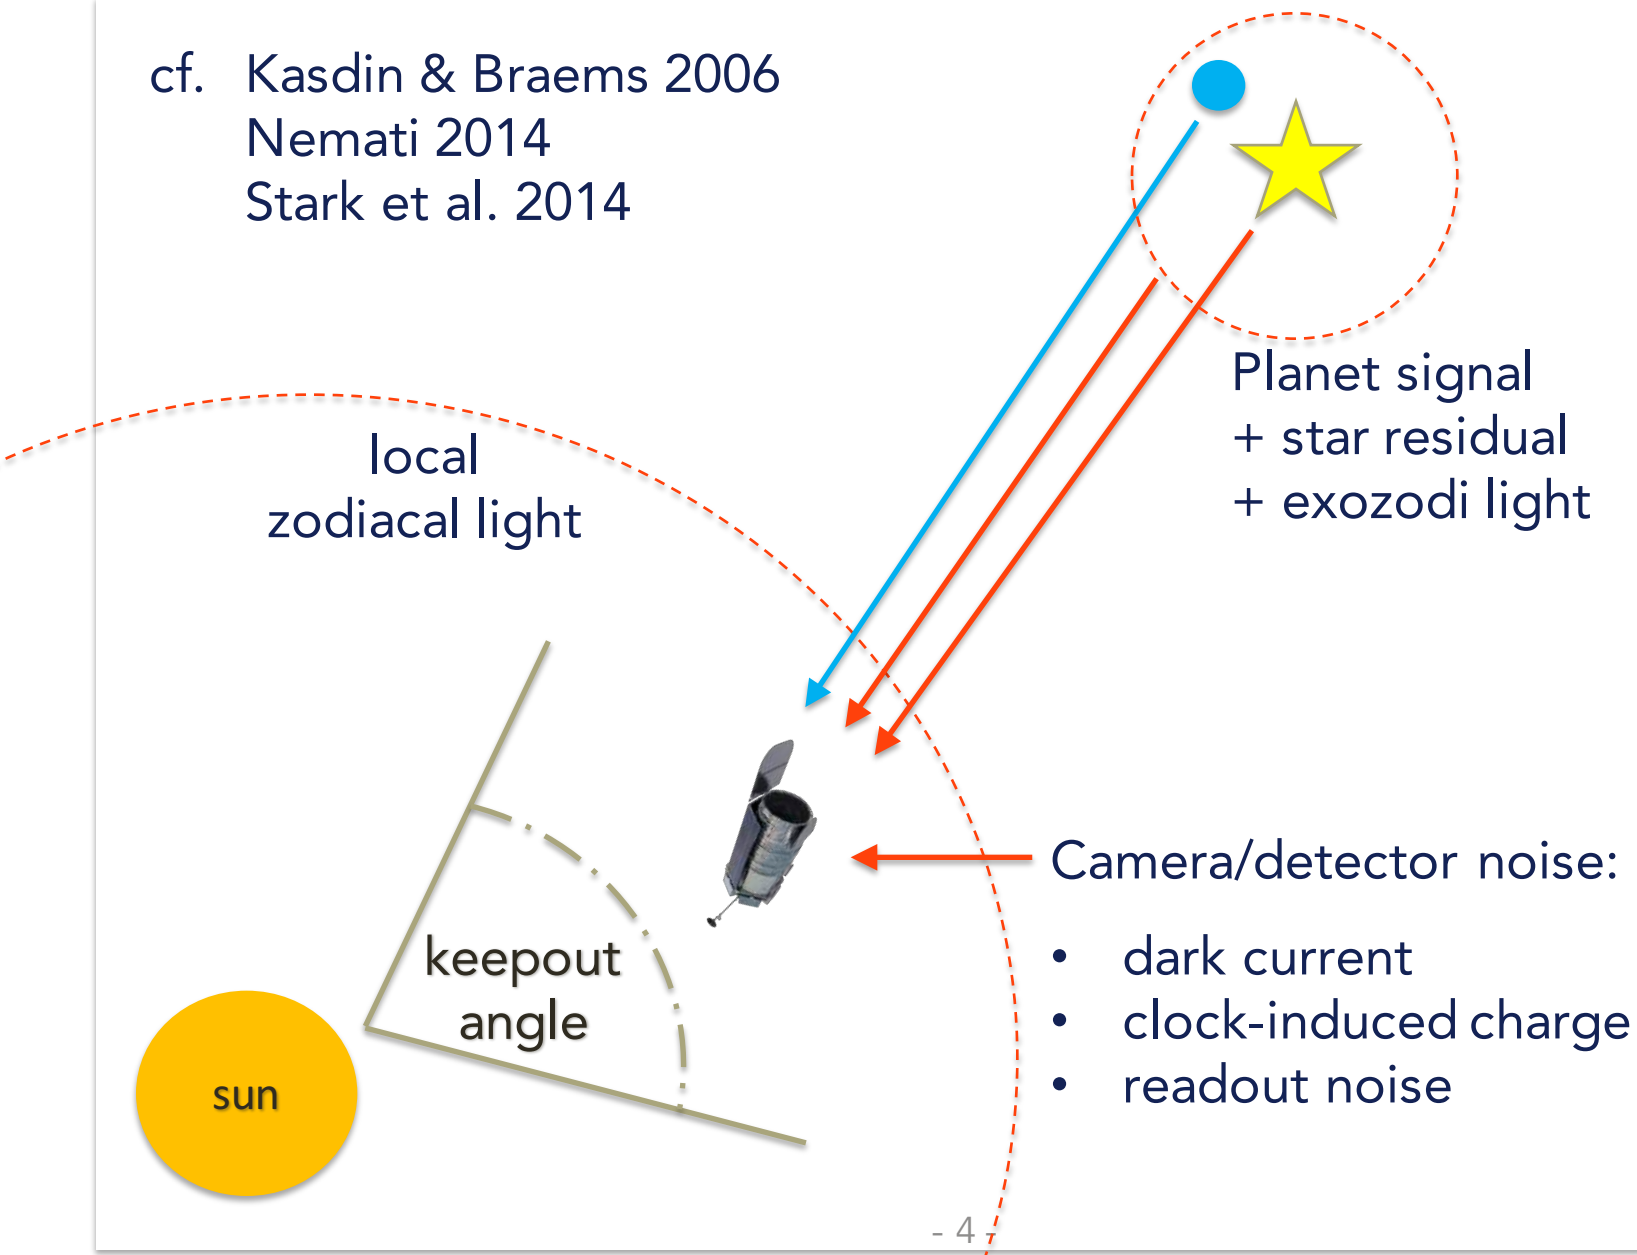 cf. Kasdin & Braems 2006
Nemati 2014
Stark et al. 2014
Planet signal
+ star residual
+ exozodi light
local
zodiacal light
Camera/detector noise:
• dark current
• clock-induced charge
• readout noise
keepout
angle
sun
- 4 -